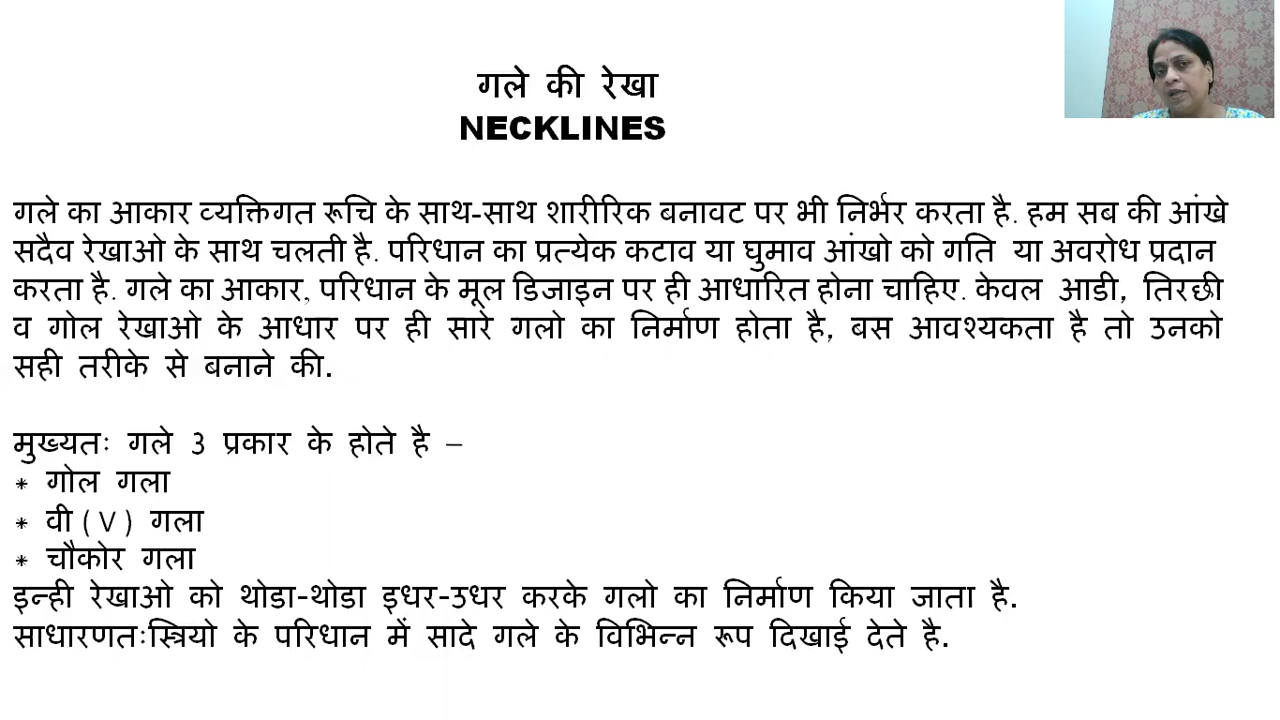 गले की रेखा
NECKLINES
गले का आकार व्यक्तिगत रूचि के साथ-साथ शारीरिक बनावट पर भी निर्भर करता है. हम सब की आंखे
सदैव रेखाओ के साथ चलती है. परिधान का प्रत्येक कटाव या घुमाव आंखो को गति या अवरोध प्रदान
करता है. गले का आकार, परिधान के मूल डिजाइन पर ही आधारित होना चाहिए. केवल आडी, तिरछी
व गोल रेखाओ के आधार पर ही सारे गलो का निर्माण होता है, बस आवश्यकता है तो उनको
सही तरीके से बनाने की.
मुख्यतः गले 3 प्रकार के होते है –
* गोल गला
* वी ( V ) गला
* चौकोर गला
इन्ही रेखाओ को थोडा-थोडा इधर-उधर करके गलो का निर्माण किया जाता है.
साधारणतःस्त्रियो के परिधान में सादे गले के विभिन्न रूप दिखाई देते है.